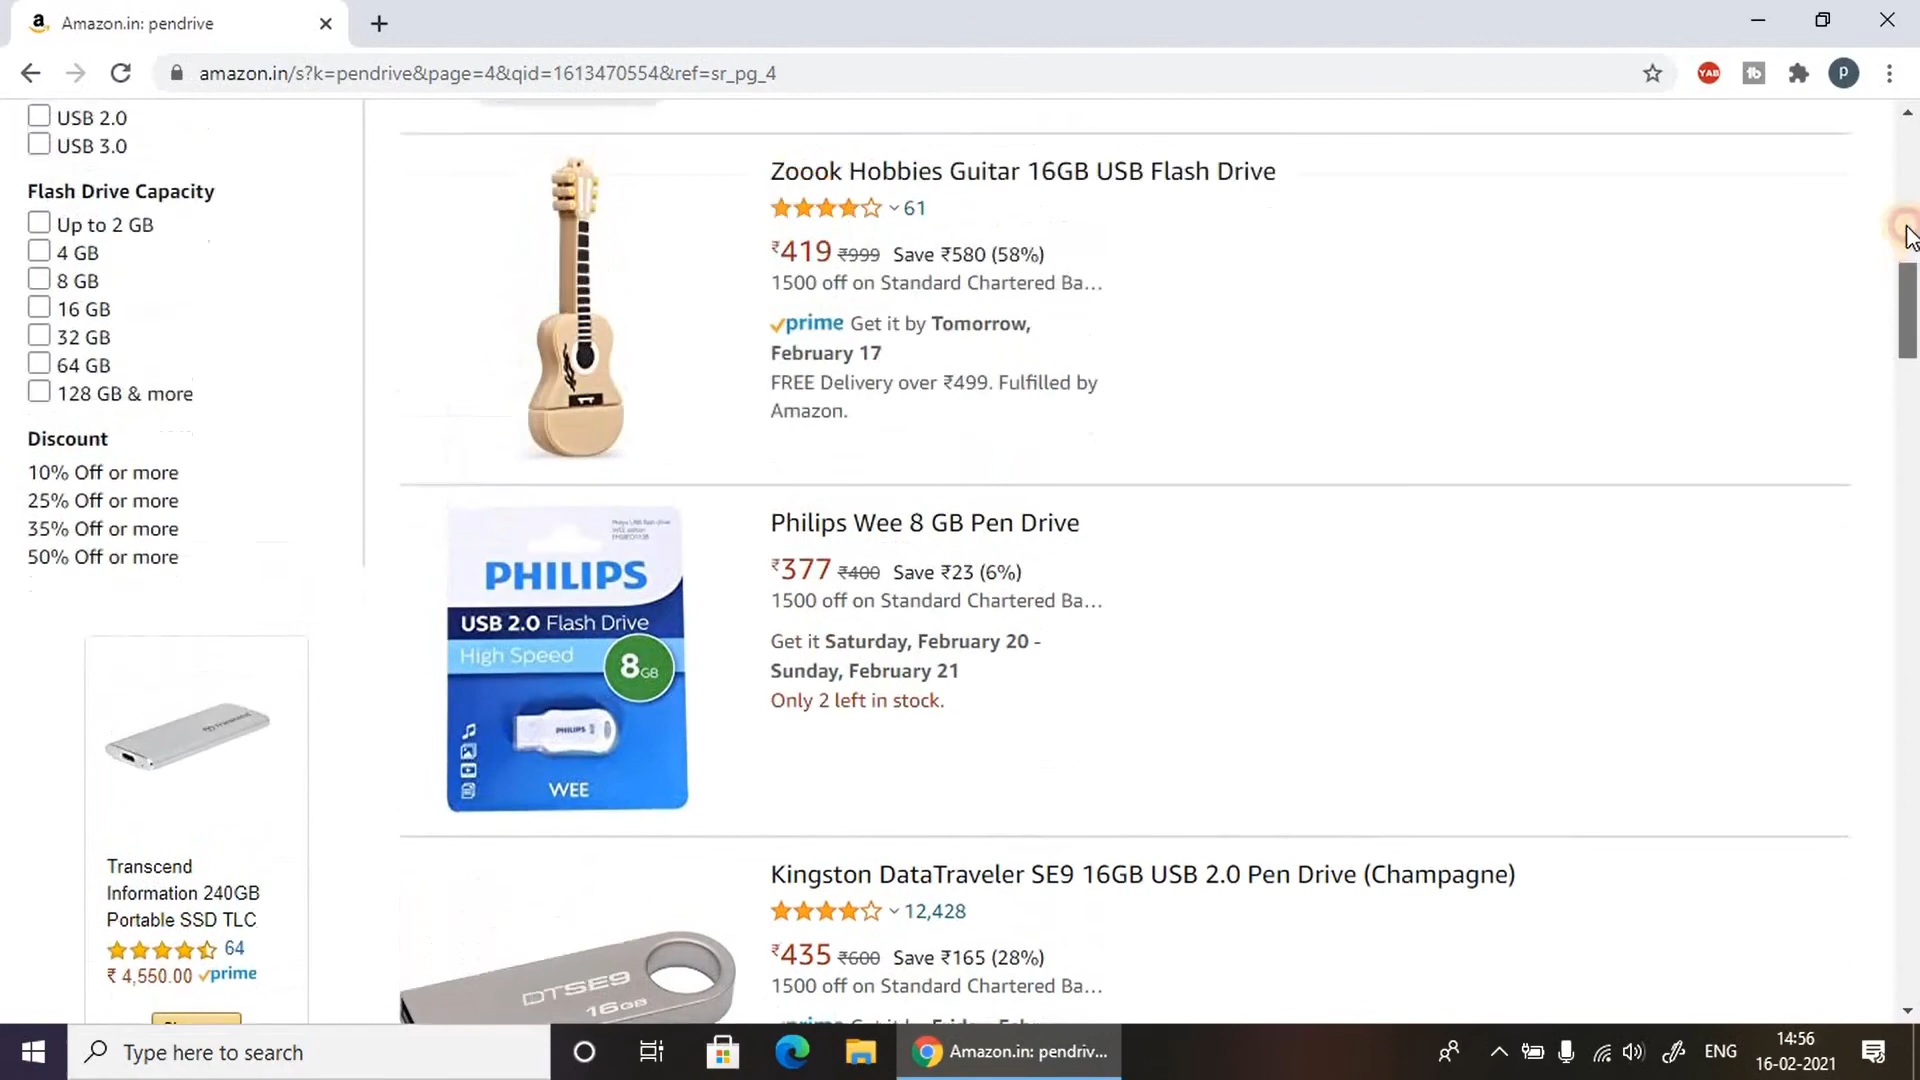 Amazon.in: pendrive
amazon.in/s?k=pendrive&page=4&qid=1613470554&ref=sr_pg_4
YAB
tb
P
USB 2.0
USB 3.0
Flash Drive Capacity
Up to 2 GB
4 GB
8 GB
16 GB
32 GB
64 GB
128 GB & more
Discount
10% Off or more
25% Off or more
35% Off or more
50% Off or more
Transcend
Information 240GB
Portable SSD TLC
64
₹ 4,550.00 prime
Zoook Hobbies Guitar 16GB USB Flash Drive
61
₹419 ₹999 Save ₹580 (58%)
1500 off on Standard Chartered Ba...
prime Get it by Tomorrow,
February 17
FREE Delivery over ₹499. Fulfilled by
Amazon.
PHILIPS
USB 2.0 Flash Drive
High Speed
8GB
PHILIPS
WEE
Philips Wee 8 GB Pen Drive
₹377 ₹400 Save ₹23 (6%)
1500 off on Standard Chartered Ba...
Get it Saturday, February 20 -
Sunday, February 21
Only 2 left in stock.
DTSE9
16GB
Kingston DataTraveler SE9 16GB USB 2.0 Pen Drive (Champagne)
12,428
₹435 ₹600 Save ₹165 (28%)
1500 off on Standard Chartered Ba...
Type here to search
Amazon.in: pendriv...
ENG
14:56
16-02-2021